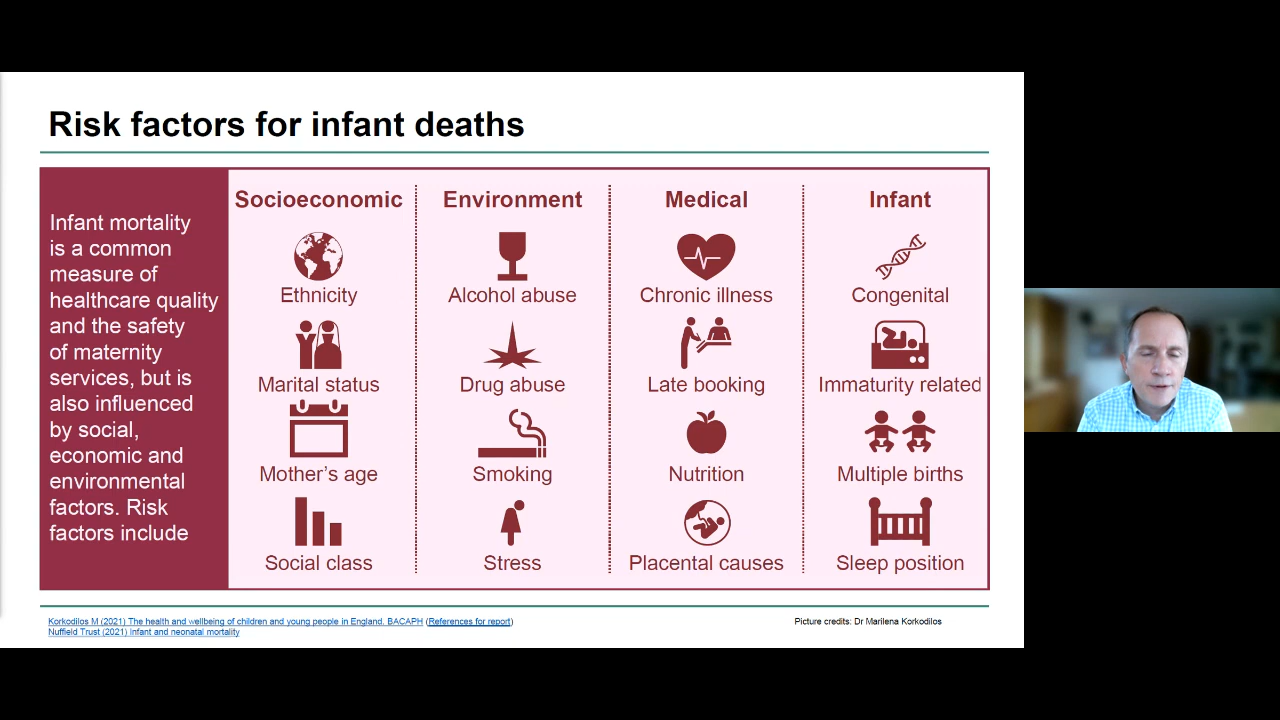 Risk factors for infant deaths
Infant mortality
is a common
measure of
healthcare quality
and the safety
of maternity
services, but is
also influenced
by social,
economic and
environmental
factors. Risk
factors include
Socioeconomic
Ethnicity
Marital status
Mother's age
Social class
Environment
Alcohol abuse
Drug abuse
Smoking
Stress
Medical
Chronic illness
Late booking
Nutrition
Placental causes
Infant
Congenital
Immaturity related
Multiple births
Sleep position
Korkodilos M (2021) The health and wellbeing of children and young people in England. BACAPH (References for report)
Nuffield Trust (2021) Infant and neonatal mortality
Picture credits: Dr Marilena Korkodilos